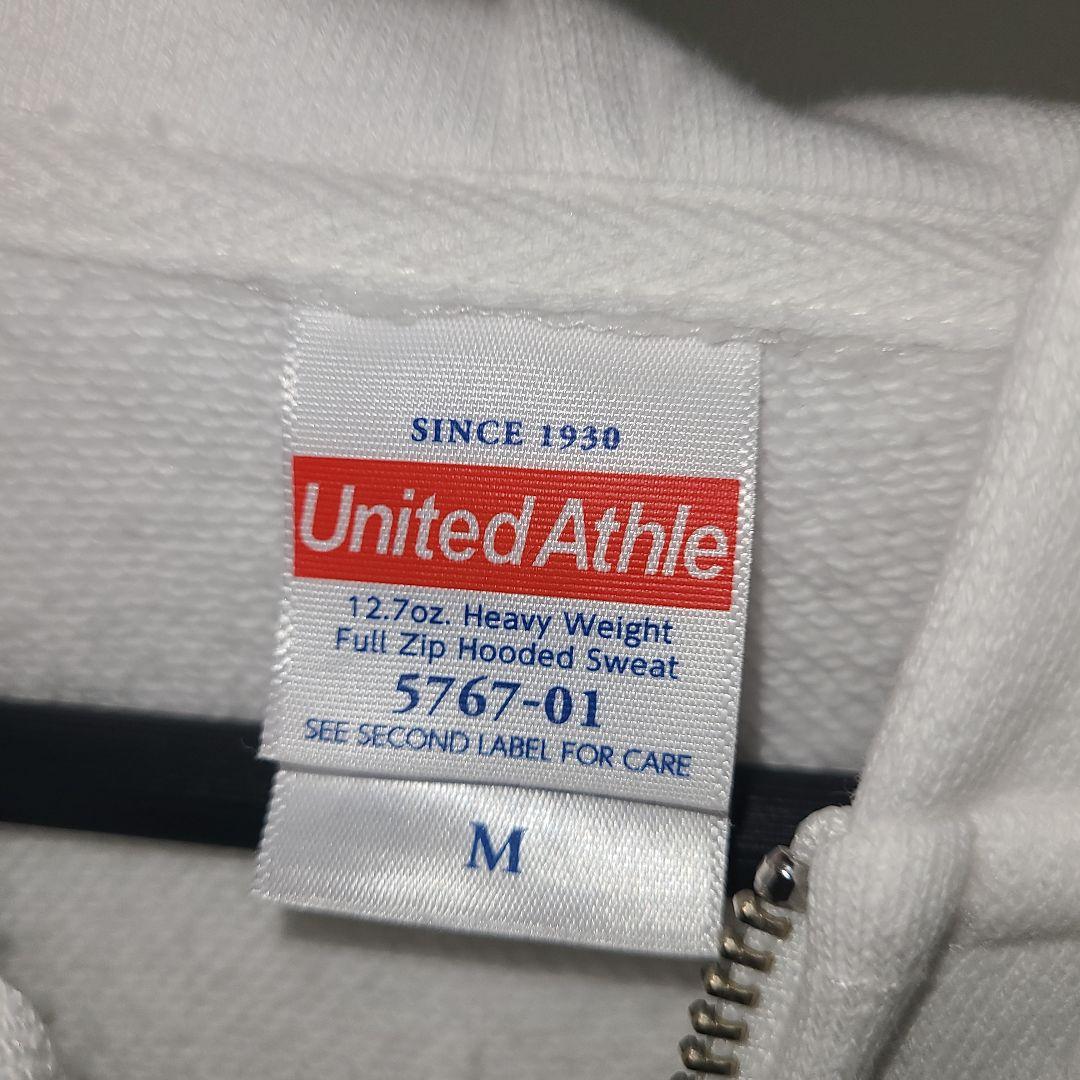 SINCE 1930
United Athle
12.7oz. Heavy Weight
Full Zip Hooded Sweat
5767-01
SEE SECOND LABEL FOR CARE
M